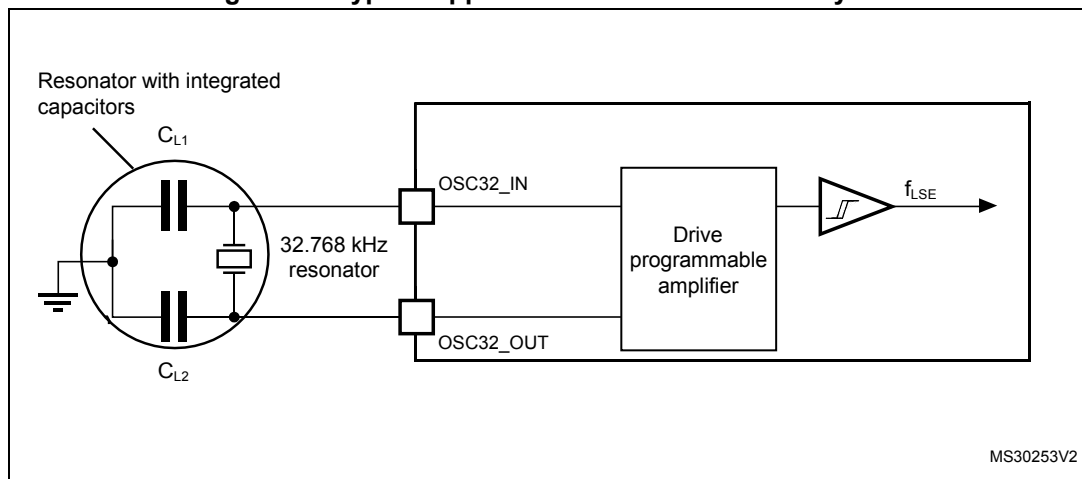 Resonator with integrated
capacitors
CL1
OSC32_IN
fLSE
32.768 kHz
resonator
Drive
programmable
amplifier
OSC32_OUT
CL2
MS30253V2